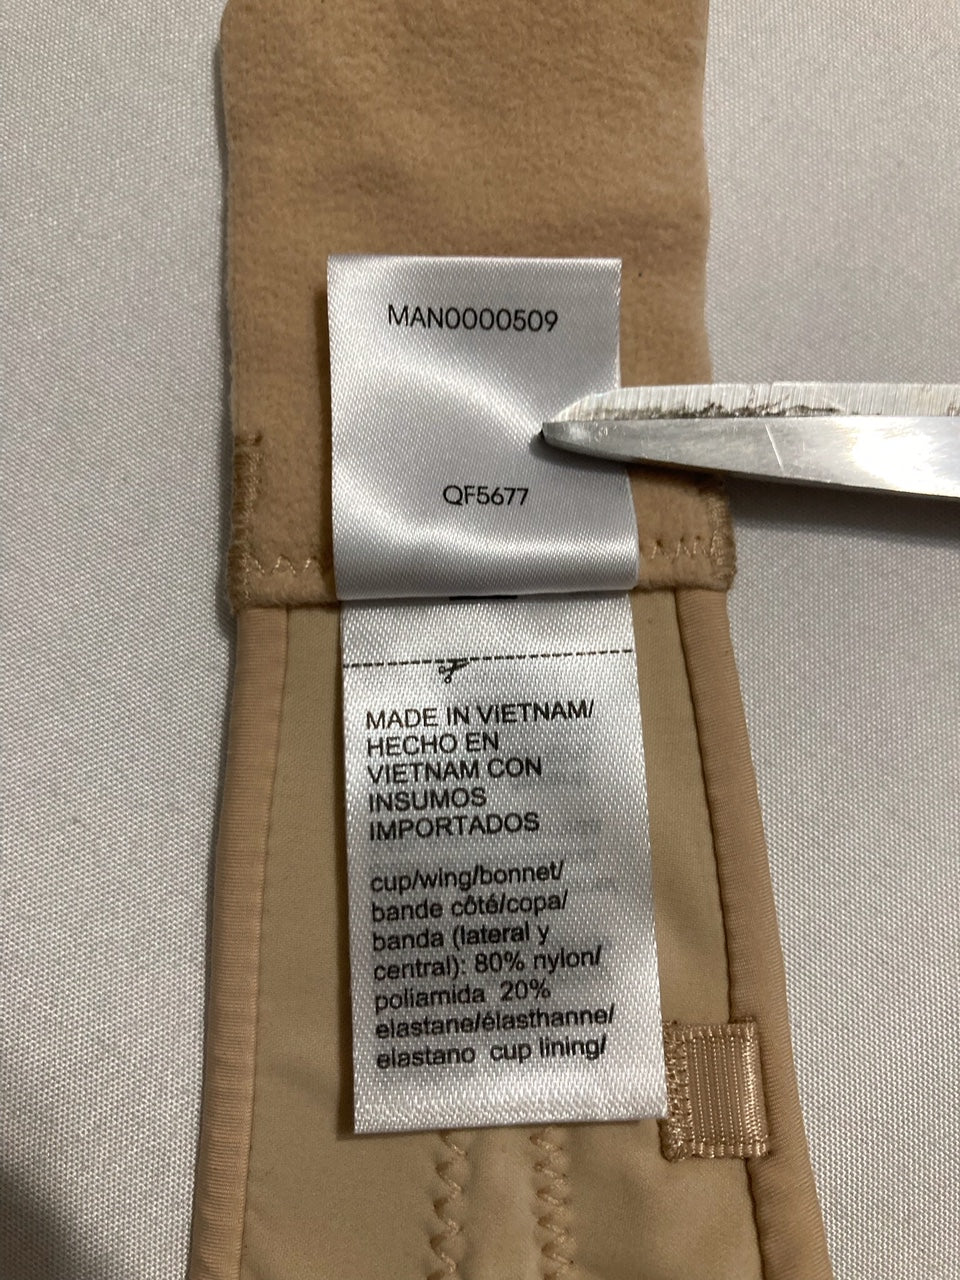 MAN0000509
QF5677
MADE IN VIETNAM/
HECHO EN
VIETNAM CON
INSUMOS
IMPORTADOS
cup/wing/bonnet/
bande côté/copa/
banda (lateral y
central): 80% nylon/
poliamida 20%
elastane/élasthanne/
elastano cup lining/